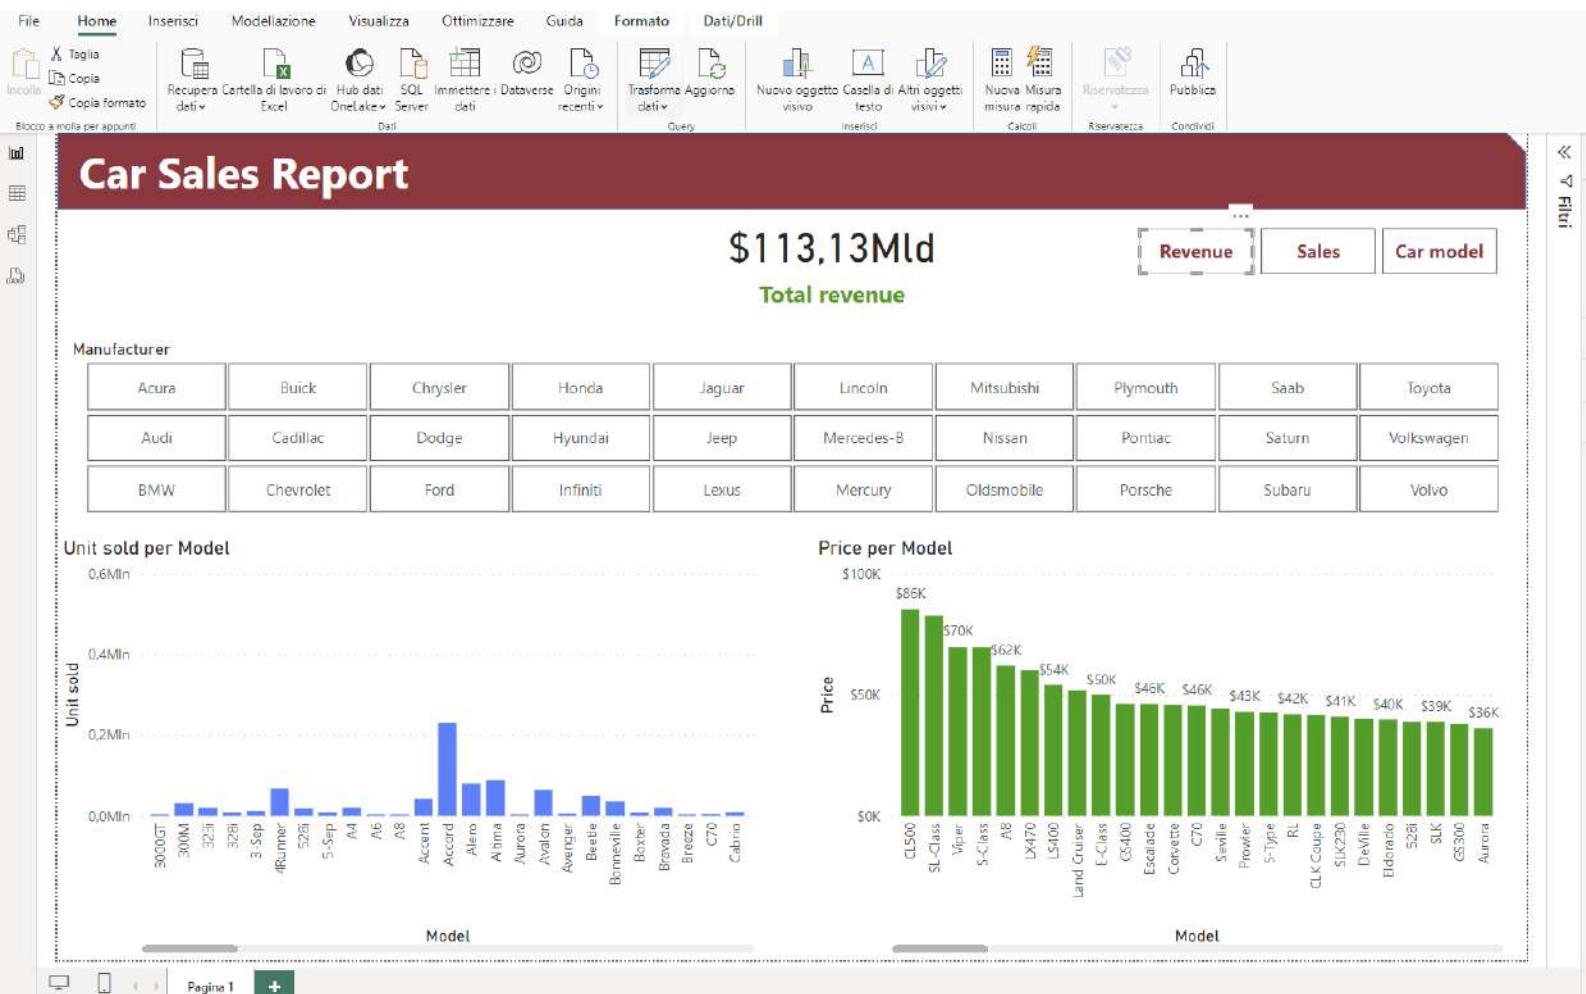 File Home Inserisci Modellazione Visualizza Ottimizzare Guida Formato Dati/Drill
Incolla
Taglia
Copia
Copia formato
Blocco a molla per appunti
Recupera dati
Cartella di lavoro di Excel
Hub dati OneLake
SQL Server
Immettere i dati
Dataverse
Origini recenti
Dati
Trasforma dati
Aggiorna
Query
Nuovo oggetto visivo
Casella di testo
Altri oggetti visivi
Inserisci
Nuova misura
Misura rapida
Calcoli
Riservatezza
Riservatezza
Pubblica
Condividi
Car Sales Report
Filtri
$113,13Mld
Total revenue
Revenue Sales Car model
Manufacturer
Acura Buick Chrysler Honda Jaguar Lincoln Mitsubishi Plymouth Saab Toyota
Audi Cadillac Dodge Hyundai Jeep Mercedes-B Nissan Pontiac Saturn Volkswagen
BMW Chevrolet Ford Infiniti Lexus Mercury Oldsmobile Porsche Subaru Volvo
Unit sold per Model
0,6Mln
0,4Mln
0,2Mln
0,0Mln
Unit sold
3000GT 300M 323i 328i 3-Sep 4Runner 528i 5-Sep A4 A6 A8 Accent Accord Alero Altima Aurora Avalon Avenger Beetle Bonneville Boxter Bravada Breeze C70 Cabrio
Model
Price per Model
$100K
$50K
$0K
Price
$86K $70K $62K $54K $50K $46K $46K $43K $42K $41K $40K $39K $36K
CL500 SL-Class Viper S-Class A8 LX470 LS400 Land Cruiser E-Class GS400 Escalade Corvette C70 Seville Prowler S-Type RL CLK Coupe SLK230 DeVille Eldorado 528i SLK GS300 Aurora
Model
Pagina 1